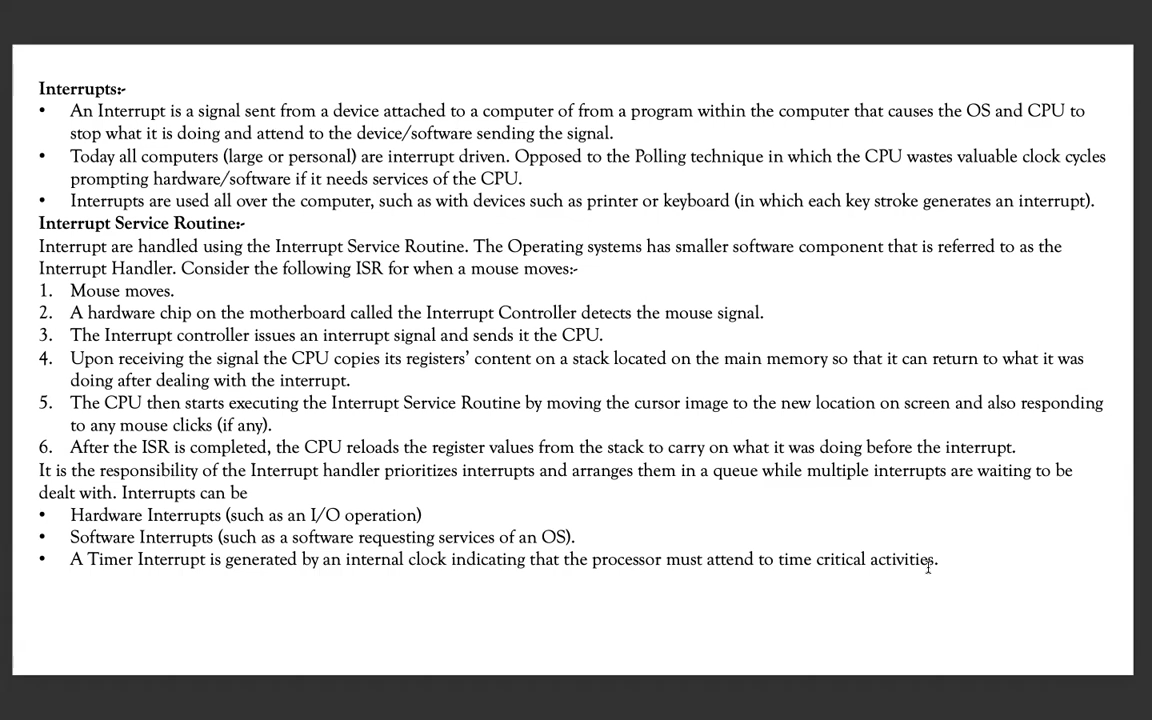 Interrupts:-
• An Interrupt is a signal sent from a device attached to a computer of from a program within the computer that causes the OS and CPU to
stop what it is doing and attend to the device/software sending the signal.
• Today all computers (large or personal) are interrupt driven. Opposed to the Polling technique in which the CPU wastes valuable clock cycles
prompting hardware/software if it needs services of the CPU.
• Interrupts are used all over the computer, such as with devices such as printer or keyboard (in which each key stroke generates an interrupt).
Interrupt Service Routine:-
Interrupt are handled using the Interrupt Service Routine. The Operating systems has smaller software component that is referred to as the
Interrupt Handler. Consider the following ISR for when a mouse moves:-
1. Mouse moves.
2. A hardware chip on the motherboard called the Interrupt Controller detects the mouse signal.
3. The Interrupt controller issues an interrupt signal and sends it the CPU.
4. Upon receiving the signal the CPU copies its registers’ content on a stack located on the main memory so that it can return to what it was
doing after dealing with the interrupt.
5. The CPU then starts executing the Interrupt Service Routine by moving the cursor image to the new location on screen and also responding
to any mouse clicks (if any).
6. After the ISR is completed, the CPU reloads the register values from the stack to carry on what it was doing before the interrupt.
It is the responsibility of the Interrupt handler prioritizes interrupts and arranges them in a queue while multiple interrupts are waiting to be
dealt with. Interrupts can be
• Hardware Interrupts (such as an I/O operation)
• Software Interrupts (such as a software requesting services of an OS).
• A Timer Interrupt is generated by an internal clock indicating that the processor must attend to time critical activities.